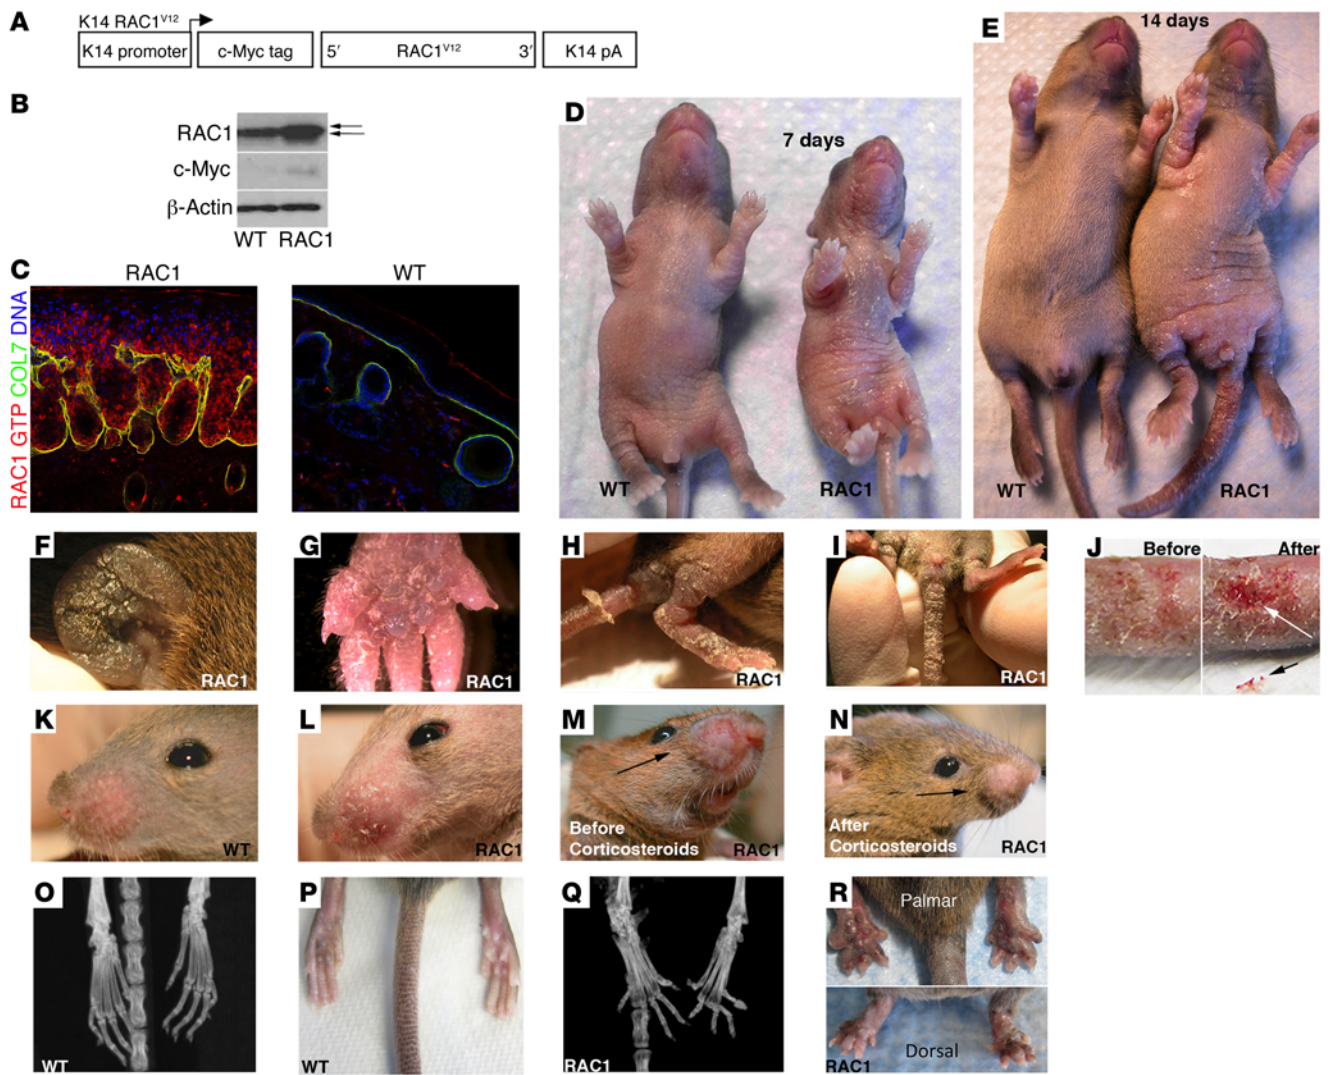 A
K14 RAC1V12
K14 promoter
c-Myc tag
5′ RAC1V12 3′
K14 pA
B
RAC1
c-Myc
β-Actin
WT RAC1
C
RAC1
WT
RAC1 GTP COL7 DNA
D
7 days
WT
RAC1
E
14 days
WT
RAC1
F
RAC1
G
RAC1
H
RAC1
I
RAC1
J
Before
After
K
WT
L
RAC1
M
Before
Corticosteroids
RAC1
N
After
Corticosteroids
RAC1
O
WT
P
WT
Q
RAC1
R
Palmar
Dorsal
RAC1